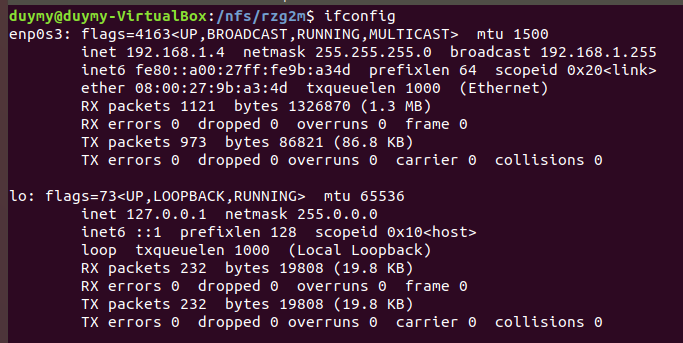 duymy@duymy-VirtualBox:/nfs/rzg2m$ ifconfig
enp0s3: flags=4163<UP,BROADCAST,RUNNING,MULTICAST>  mtu 1500
        inet 192.168.1.4  netmask 255.255.255.0  broadcast 192.168.1.255
        inet6 fe80::a00:27ff:fe9b:a34d  prefixlen 64  scopeid 0x20<link>
        ether 08:00:27:9b:a3:4d  txqueuelen 1000  (Ethernet)
        RX packets 1121  bytes 1326870 (1.3 MB)
        RX errors 0  dropped 0  overruns 0  frame 0
        TX packets 973  bytes 86821 (86.8 KB)
        TX errors 0  dropped 0 overruns 0  carrier 0  collisions 0

lo: flags=73<UP,LOOPBACK,RUNNING>  mtu 65536
        inet 127.0.0.1  netmask 255.0.0.0
        inet6 ::1  prefixlen 128  scopeid 0x10<host>
        loop  txqueuelen 1000  (Local Loopback)
        RX packets 232  bytes 19808 (19.8 KB)
        RX errors 0  dropped 0  overruns 0  frame 0
        TX packets 232  bytes 19808 (19.8 KB)
        TX errors 0  dropped 0 overruns 0  carrier 0  collisions 0